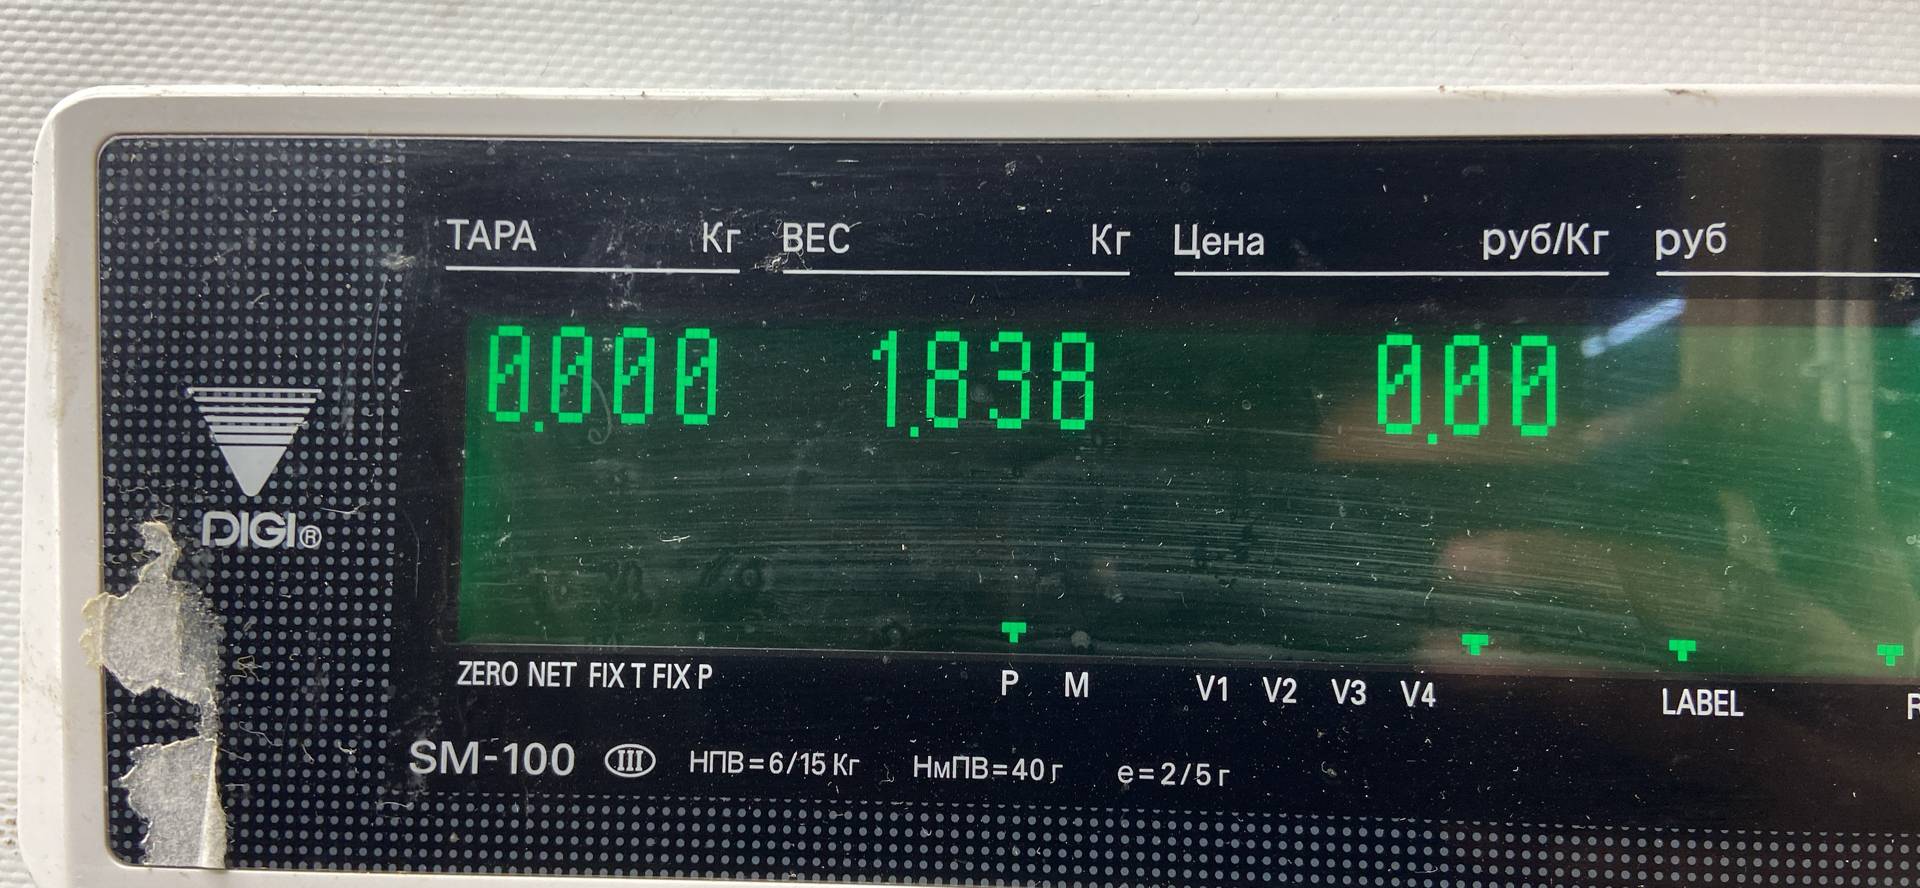 ТАРА Кг ВЕС Кг Цена руб/Кг руб
0.000 1.838 0.00
DIGI®
ZERO NET FIX T FIX P P M V1 V2 V3 V4 LABEL
SM-100 III НПВ=6/15 Кг НмПВ=40 г e=2/5 г